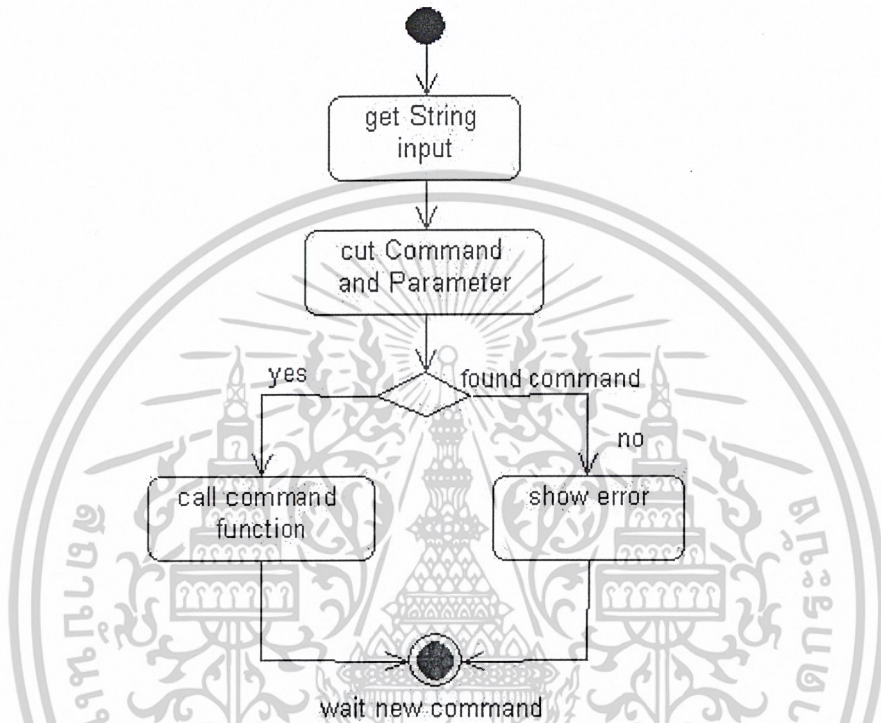 get String
input
cut Command
and Parameter
yes
found command
no
call command
function
show error
wait new command